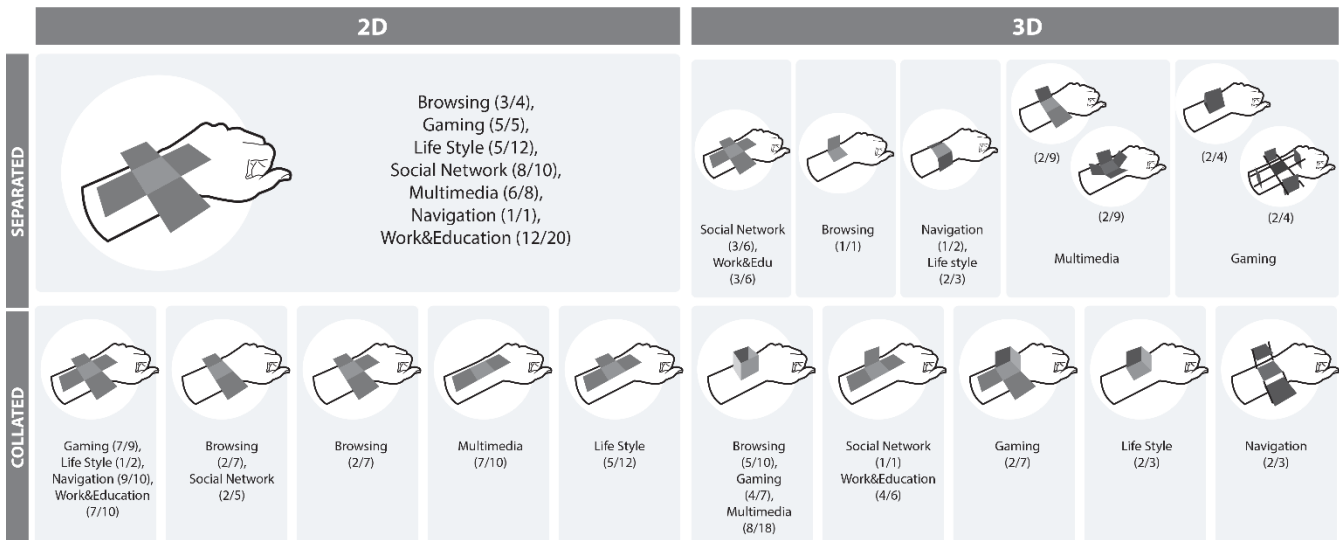 2D
3D
SEPARATED
Browsing (3/4),
Gaming (5/5),
Life Style (5/12),
Social Network (8/10),
Multimedia (6/8),
Navigation (1/1),
Work&Education (12/20)
Social Network
(3/6),
Work&Edu
(3/6)
Browsing
(1/1)
Navigation
(1/2),
Life style
(2/3)
(2/9)
(2/9)
Multimedia
(2/4)
(2/4)
Gaming
COLLATED
Gaming (7/9),
Life Style (1/2),
Navigation (9/10),
Work&Education
(7/10)
Browsing
(2/7),
Social Network
(2/5)
Browsing
(2/7)
Multimedia
(7/10)
Life Style
(5/12)
Browsing
(5/10),
Gaming
(4/7),
Multimedia
(8/18)
Social Network
(1/1)
Work&Education
(4/6)
Gaming
(2/7)
Life Style
(2/3)
Navigation
(2/3)